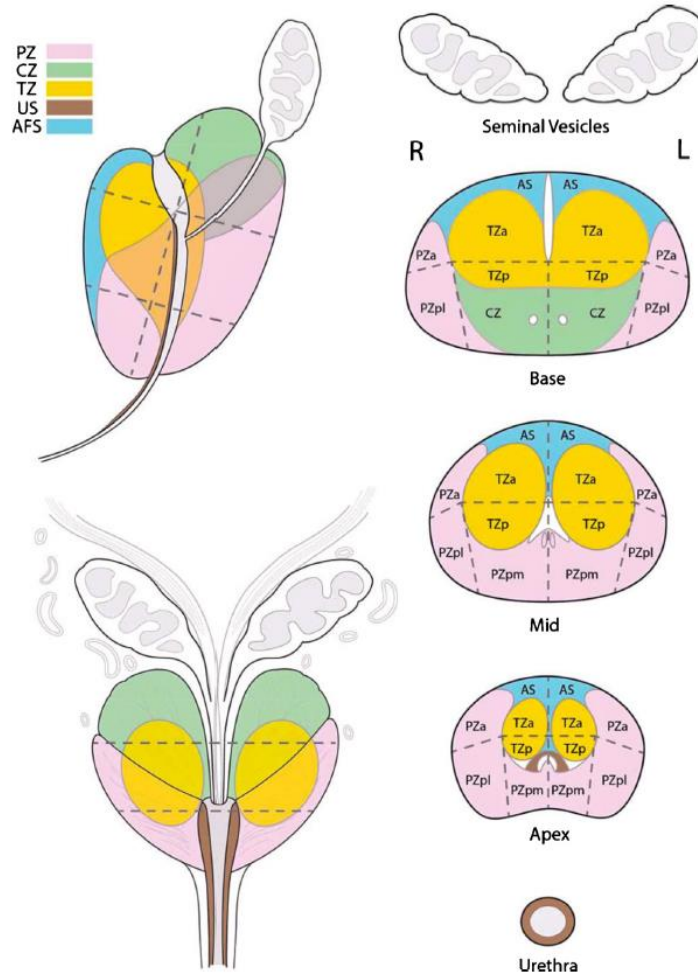 PZ
CZ
TZ
US
AFS
Seminal Vesicles
R L
AS AS
TZa TZa
PZa PZa
TZp TZp
PZpl CZ CZ PZpl
Base
AS AS
TZa TZa
PZa PZa
TZp TZp
PZpl PZpl
PZpm PZpm
Mid
AS AS
PZa TZa TZa PZa
TZp TZp
PZpl PZpl
PZpm PZpm
Apex
Urethra